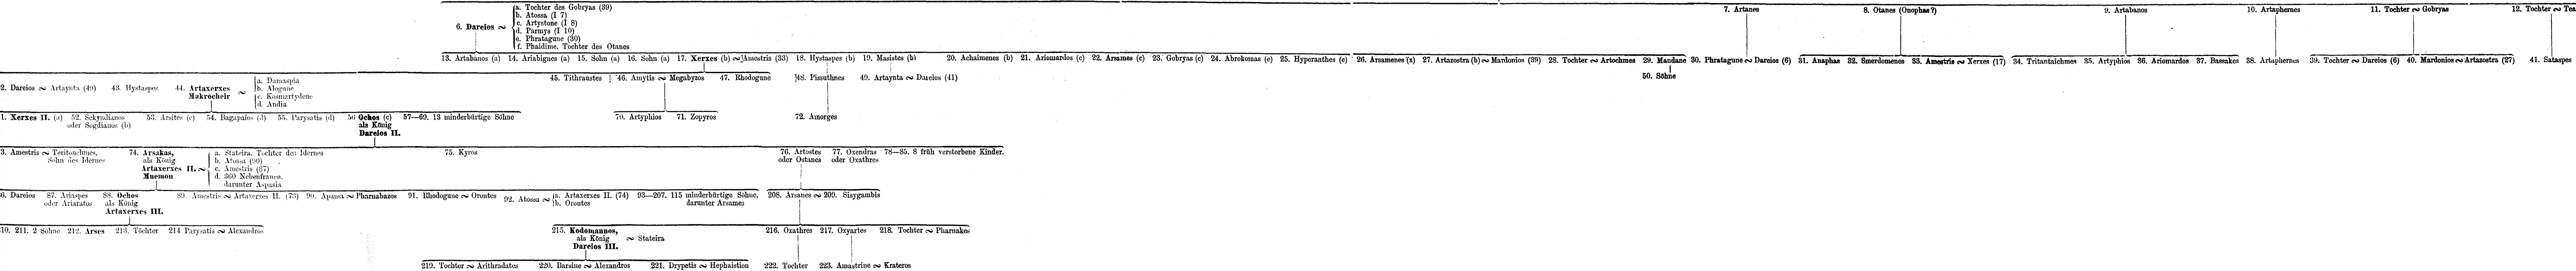 6. Dareios ∾
a. Tochter des Gobryas (39)
b. Atossa (I 7)
c. Artystone (I 8)
d. Parmys (I 10)
e. Phratagune (30)
f. Phaidime, Tochter des Otanes
7. Artanes
8. Otanes (Onophas?)
9. Artabanos
10. Artaphernes
11. Tochter ∾ Gobryas
12. Tochter ∾ Tea
13. Artabanos (a)
14. Ariabignes (a)
15. Sohn (a)
16. Sohn (a)
17. Xerxes (b) ∾ Amestris (33)
18. Hystaspes (b)
19. Masistes (b)
20. Achaimenes (b)
21. Ariomardos (c)
22. Arsames (c)
23. Gobryas (c)
24. Abrokomas (e)
25. Hyperanthes (e)
26. Arsamenes (x)
27. Artazostra (b) ∾ Mardonios (39)
28. Tochter ∾ Artochmes
29. Mandane
30. Phratagune ∾ Dareios (6)
31. Anaphas
32. Smerdomenes
33. Amestris ∾ Xerxes (17)
34. Tritantaichmes
35. Artyphios
36. Ariomardos
37. Bassakes
38. Artaphernes
39. Tochter ∾ Dareios (6)
40. Mardonios ∾ Artazostra (27)
41. Sataspes
2. Dareios ∾ Artaynta (49)
43. Hystaspes
44. Artaxerxes
Makrocheir ∾
a. Damaspia
b. Alogune
c. Kosmartydene
d. Andia
45. Tithraustes
46. Amytis ∾ Megabyzos
47. Rhodogune
48. Pissuthnes
49. Artaynta ∾ Dareios (41)
50. Söhne
1. Xerxes II. (a)
52. Sekyndianos
oder Sogdianos (b)
53. Arsites (c)
54. Bagapaios (d)
55. Parysatis (d)
56 Ochos (c)
als König
Dareios II.
57—69. 13 minderbürtige Söhne
70. Artyphios
71. Zopyros
72. Amorges
3. Amestris ∾ Teritouchmes,
Sohn des Idernes
74. Arsakas,
als König
Artaxerxes II. ∾
Mnemon
a. Stateira, Tochter des Idernes
b. Atossa (90)
c. Amestris (87)
d. 360 Nebenfrauen,
darunter Aspasia
75. Kyros
76. Artostes
oder Ostanes
77. Oxendras
oder Oxathres
78—85. 8 früh verstorbene Kinder.
6. Dareios
87. Ariaspes
oder Ariaratos
88. Ochos
als König
Artaxerxes III.
89. Amestris ∾ Artaxerxes II. (73)
90. Apama ∾ Pharnabazos
91. Rhodogune ∾ Orontes
92. Atossa ∾
a. Artaxerxes II. (74)
b. Orontes
93—207. 115 minderbürtige Söhne,
darunter Arsames
208. Arsanes ∾ 209. Sisygambis
10. 211. 2 Söhne
212. Arses
213. Töchter
214 Parysatis ∾ Alexandros
215. Kodomannos,
als König
Dareios III.
∾ Stateira
216. Oxathres
217. Oxyartes
218. Tochter ∾ Pharnakes
219. Tochter ∾ Arithradates
220. Barsine ∾ Alexandros
221. Drypetis ∾ Hephaistion
222. Tochter
223. Amastrine ∾ Krateros